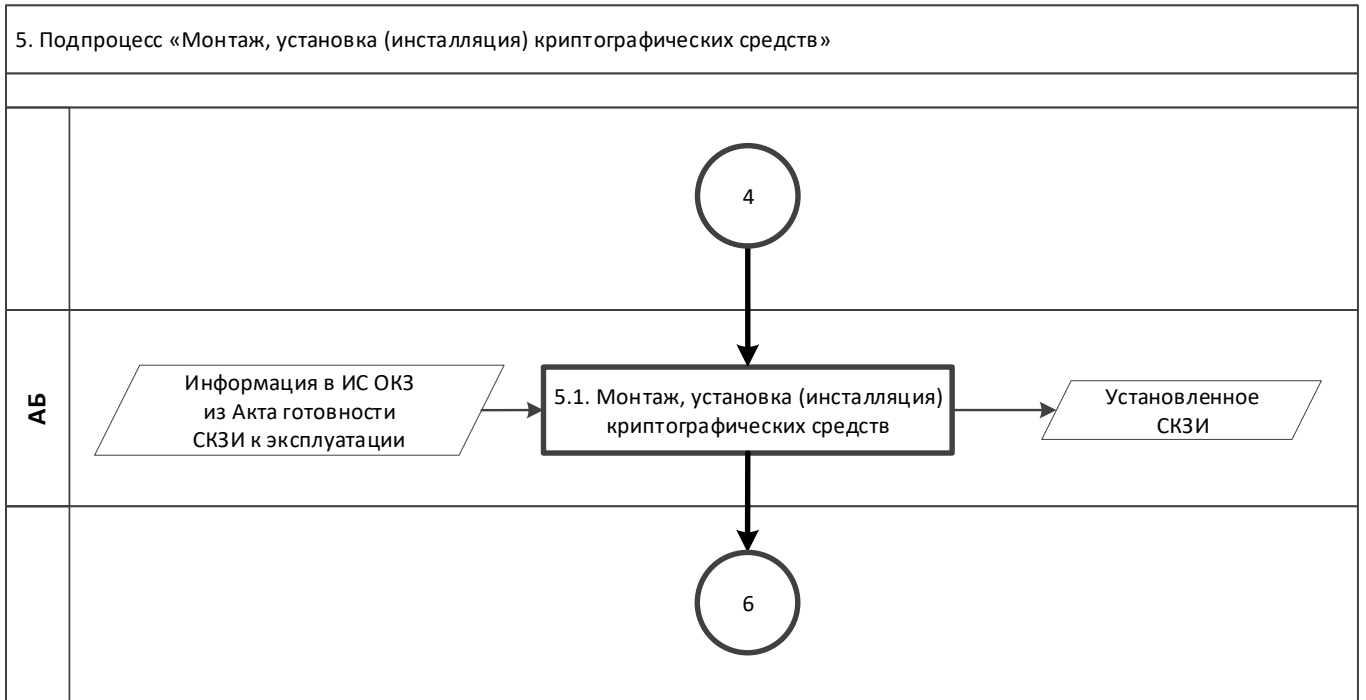 5. Подпроцесс «Монтаж, установка (инсталляция) криптографических средств»
4
АБ
Информация в ИС ОКЗ
из Акта готовности
СКЗИ к эксплуатации
5.1. Монтаж, установка (инсталляция)
криптографических средств
Установленное
СКЗИ
6